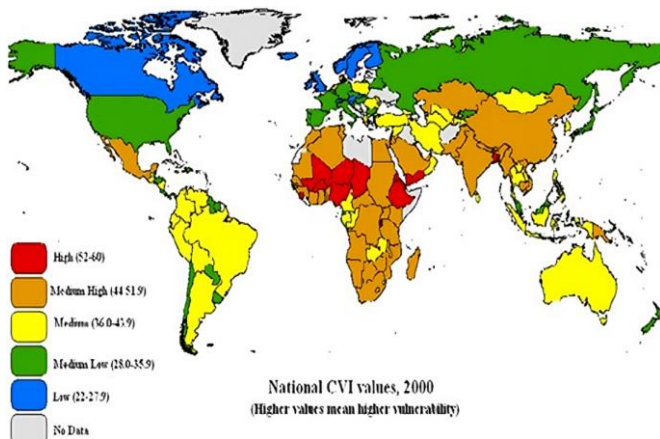 High (52-60)
Medium High (44 51.9)
Medium (36.0-43.9)
Medium Low (28.0-35.9)
Low (22-27.9)
No Data
National CVI values, 2000
(Higher values mean higher vulnerability)